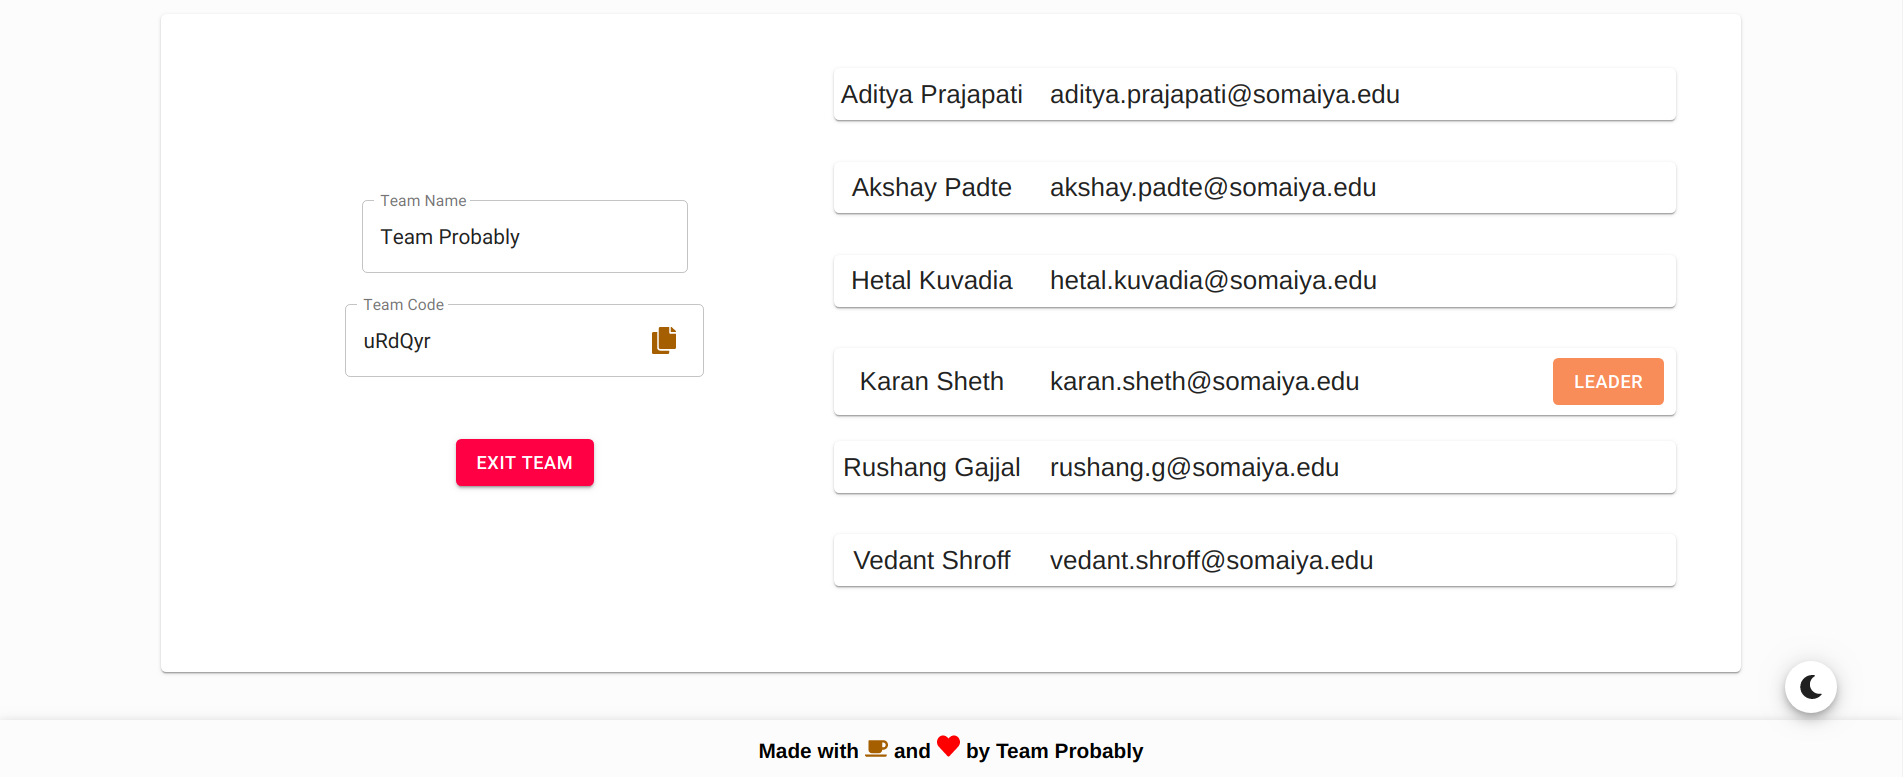 Team Name
Team Probably
Team Code
uRdQyr
EXIT TEAM
Aditya Prajapati aditya.prajapati@somaiya.edu
Akshay Padte akshay.padte@somaiya.edu
Hetal Kuvadia hetal.kuvadia@somaiya.edu
Karan Sheth karan.sheth@somaiya.edu LEADER
Rushang Gajjal rushang.g@somaiya.edu
Vedant Shroff vedant.shroff@somaiya.edu
Made with and by Team Probably